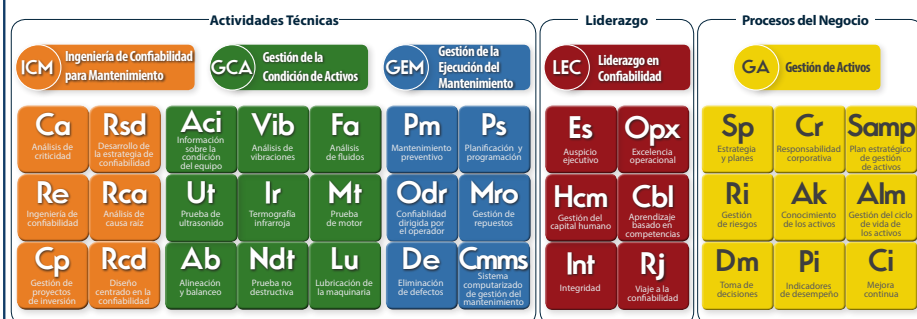 Actividades Técnicas
Liderazgo
Procesos del Negocio
ICM
Ingeniería de Confiabilidad
para Mantenimiento
GCA
Gestión de la
Condición de Activos
GEM
Gestión de la
Ejecución del
Mantenimiento
LEC
Liderazgo en
Confiabilidad
GA
Gestión de Activos
Ca
Análisis de
criticidad
Rsd
Desarrollo de
la estrategia de
confiabilidad
Aci
Información
sobre la
condición
del equipo
Vib
Análisis de
vibraciones
Fa
Análisis
de fluidos
Pm
Mantenimiento
preventivo
Ps
Planificación y
programación
Es
Auspicio
ejecutivo
Opx
Excelencia
operacional
Sp
Estrategia
y planes
Cr
Responsabilidad
corporativa
Samp
Plan estratégico
de gestión
de activos
Re
Ingeniería de
confiabilidad
Rca
Análisis de
causa raíz
Ut
Prueba de
ultrasonido
Ir
Termografía
infrarroja
Mt
Prueba
de motor
Odr
Confiablidad
dirigida por
el operador
Mro
Gestión de
repuestos
Hcm
Gestión del
capital humano
Cbl
Aprendizaje
basado en
competencias
Ri
Gestión
de riesgos
Ak
Conocimiento
de los activos
Alm
Gestión del ciclo
de vida de
los activos
Cp
Gestión de
proyectos
de inversión
Rcd
Diseño
centrado en la
confiabilidad
Ab
Alineación
y balanceo
Ndt
Prueba no
destructiva
Lu
Lubricación de
la maquinaria
De
Eliminación
de defectos
Cmms
Sistema
computarizado
de gestión del
mantenimiento
Int
Integridad
Rj
Viaje a la
confiabilidad
Dm
Toma de
decisiones
Pi
Indicadores
de desempeño
Ci
Mejora
continua